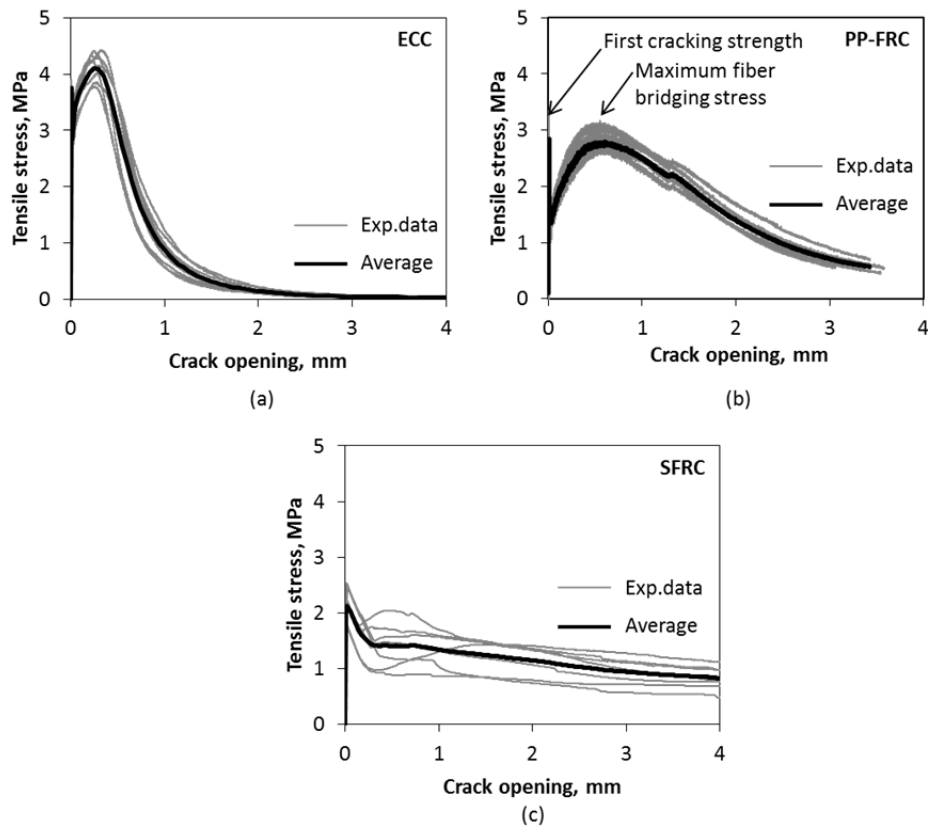 5
4
3
2
1
0
Tensile stress, MPa
ECC
Exp.data
Average
0 1 2 3 4
Crack opening, mm
(a)
5
4
3
2
1
0
Tensile stress, MPa
First cracking strength
PP-FRC
Maximum fiber
bridging stress
Exp.data
Average
0 1 2 3 4
Crack opening, mm
(b)
5
4
3
2
1
0
Tensile stress, MPa
SFRC
Exp.data
Average
0 1 2 3 4
Crack opening, mm
(c)